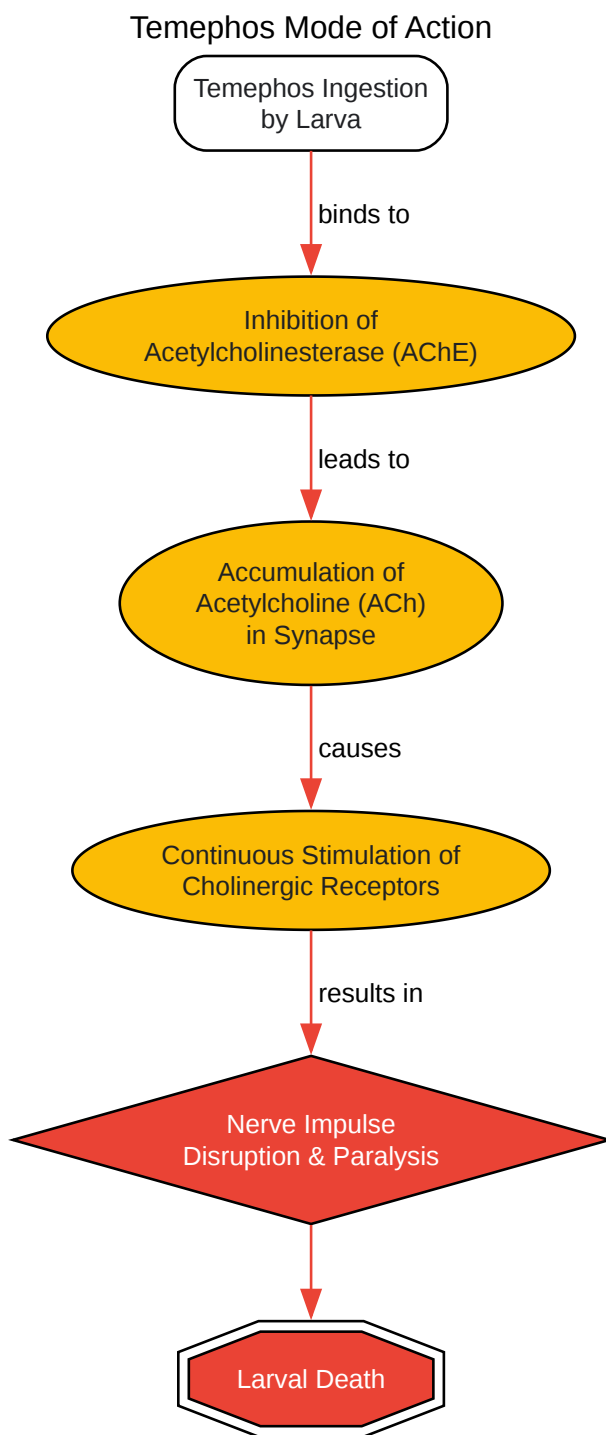 Temephos Mode of Action
Temephos Ingestion
by Larva
binds to
Inhibition of
Acetylcholinesterase (AChE)
leads to
Accumulation of
Acetylcholine (ACh)
in Synapse
causes
Continuous Stimulation of
Cholinergic Receptors
results in
Nerve Impulse
Disruption & Paralysis
Larval Death